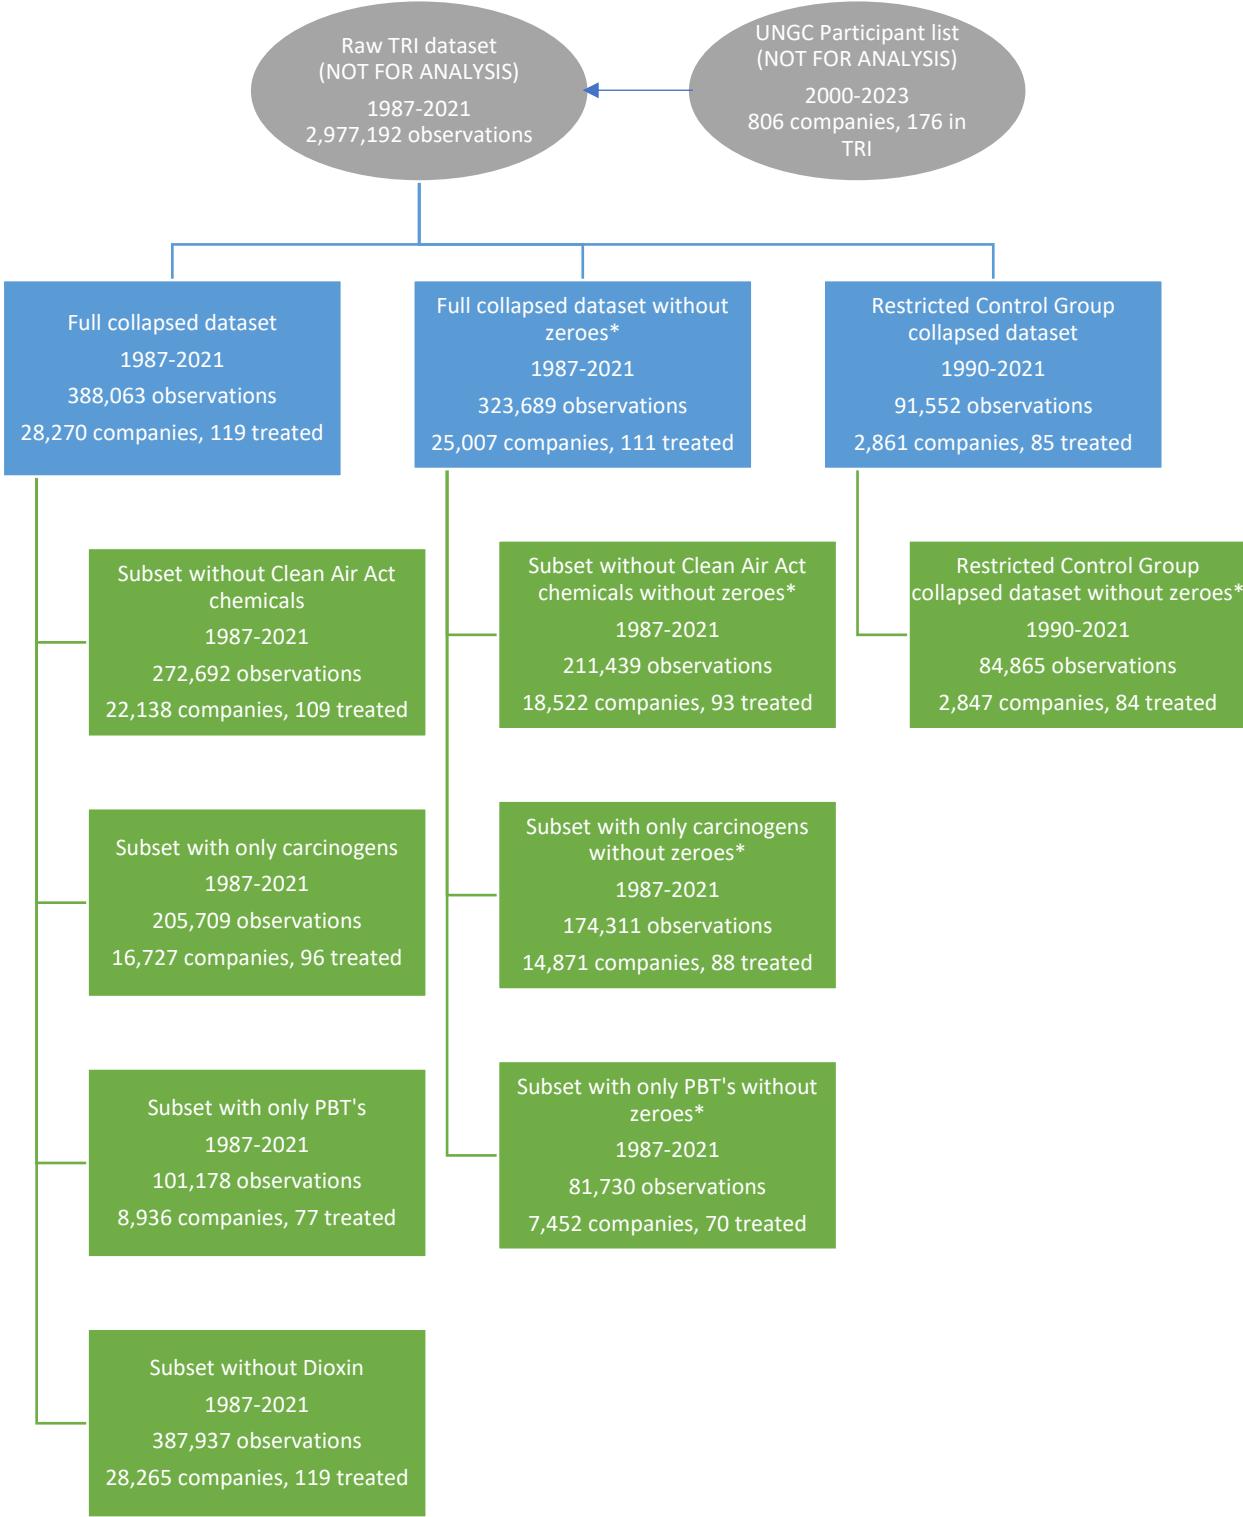 Raw TRI dataset
(NOT FOR ANALYSIS)
1987-2021
2,977,192 observations
UNGC Participant list
(NOT FOR ANALYSIS)
2000-2023
806 companies, 176 in
TRI
Full collapsed dataset
1987-2021
388,063 observations
28,270 companies, 119 treated
Full collapsed dataset without
zeroes*
1987-2021
323,689 observations
25,007 companies, 111 treated
Restricted Control Group
collapsed dataset
1990-2021
91,552 observations
2,861 companies, 85 treated
Subset without Clean Air Act
chemicals
1987-2021
272,692 observations
22,138 companies, 109 treated
Subset without Clean Air Act
chemicals without zeroes*
1987-2021
211,439 observations
18,522 companies, 93 treated
Restricted Control Group
collapsed dataset without zeroes*
1990-2021
84,865 observations
2,847 companies, 84 treated
Subset with only carcinogens
1987-2021
205,709 observations
16,727 companies, 96 treated
Subset with only carcinogens
without zeroes*
1987-2021
174,311 observations
14,871 companies, 88 treated
Subset with only PBT's
1987-2021
101,178 observations
8,936 companies, 77 treated
Subset with only PBT's without
zeroes*
1987-2021
81,730 observations
7,452 companies, 70 treated
Subset without Dioxin
1987-2021
387,937 observations
28,265 companies, 119 treated